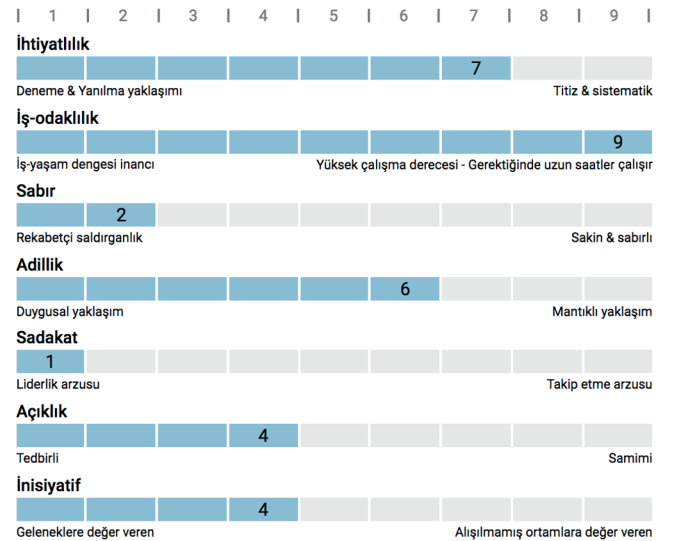 1 2 3 4 5 6 7 8 9
İhtiyatlılık
7
Deneme & Yanılma yaklaşımı Titiz & sistematik
İş-odaklılık
9
İş-yaşam dengesi inancı Yüksek çalışma derecesi - Gerektiğinde uzun saatler çalışır
Sabır
2
Rekabetçi saldırganlık Sakin & sabırlı
Adillik
6
Duygusal yaklaşım Mantıklı yaklaşım
Sadakat
1
Liderlik arzusu Takip etme arzusu
Açıklık
4
Tedbirli Samimi
İnisiyatif
4
Geleneklere değer veren Alışılmamış ortamlara değer veren